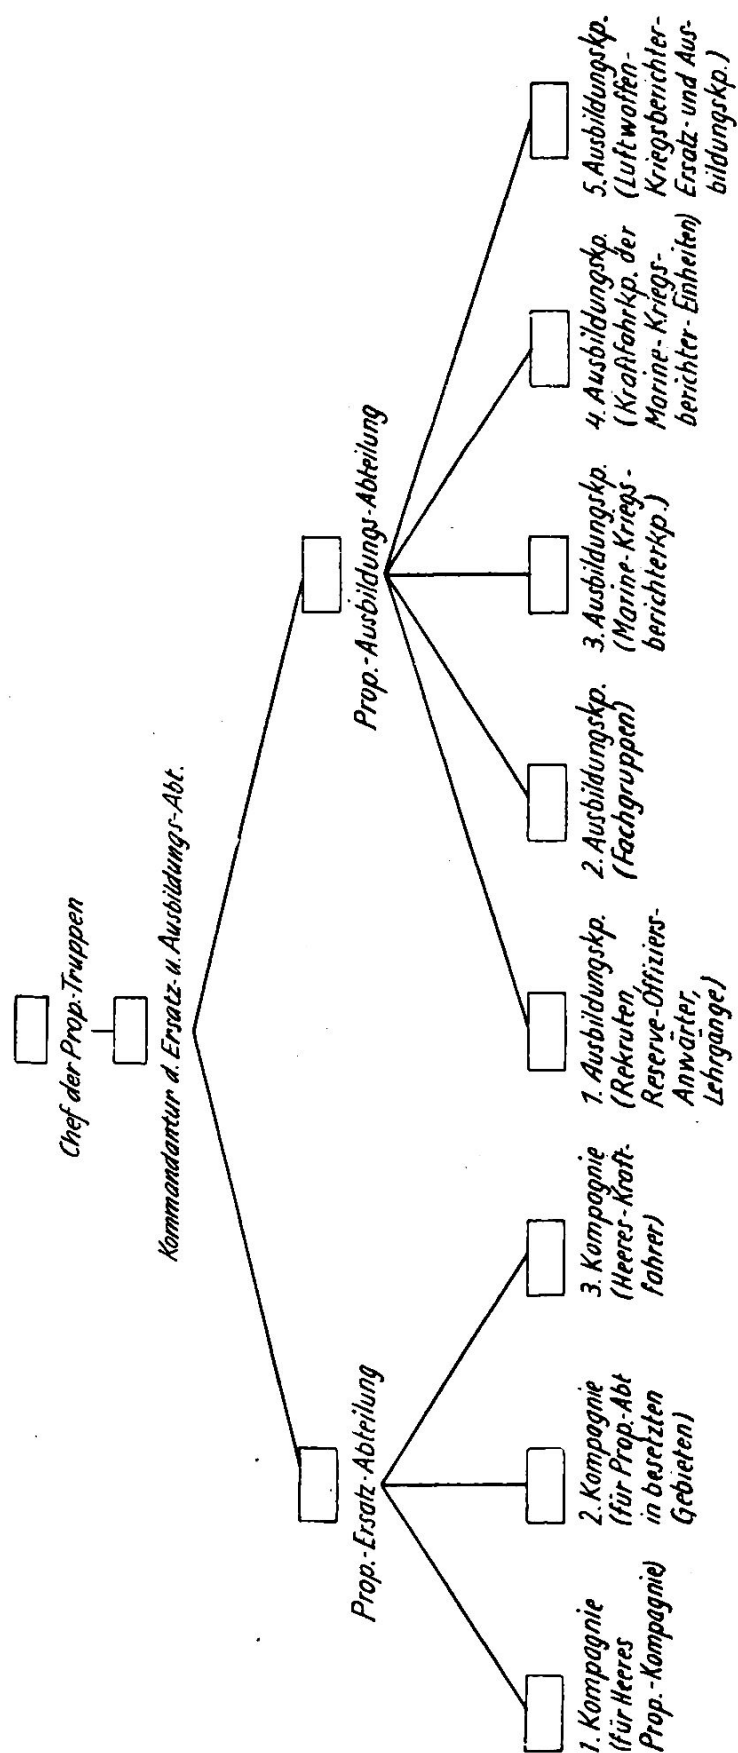 Chef der Prop.-Truppen
Kommandantur d. Ersatz- u. Ausbildungs-Abt.
Prop.-Ersatz-Abteilung
Prop.-Ausbildungs-Abteilung
1. Kompagnie
(für Heeres
Prop.-Kompagnie)
2. Kompagnie
(für Prop.-Abt
in besetzten
Gebieten)
3. Kompagnie
(Heeres-Kraft-
fahrer)
1. Ausbildungskp.
(Rekruten,
Reserve-Offiziers-
Anwärter,
Lehrgänge)
2. Ausbildungskp.
(Fachgruppen)
3. Ausbildungskp.
(Marine-Kriegs-
berichterkp.)
4. Ausbildungskp.
(Kraftfahrkp. der
Marine-Kriegs-
berichter-Einheiten)
5. Ausbildungskp.
(Luftwaffen-
Kriegsberichter-
Ersatz- und Aus-
bildungskp.)